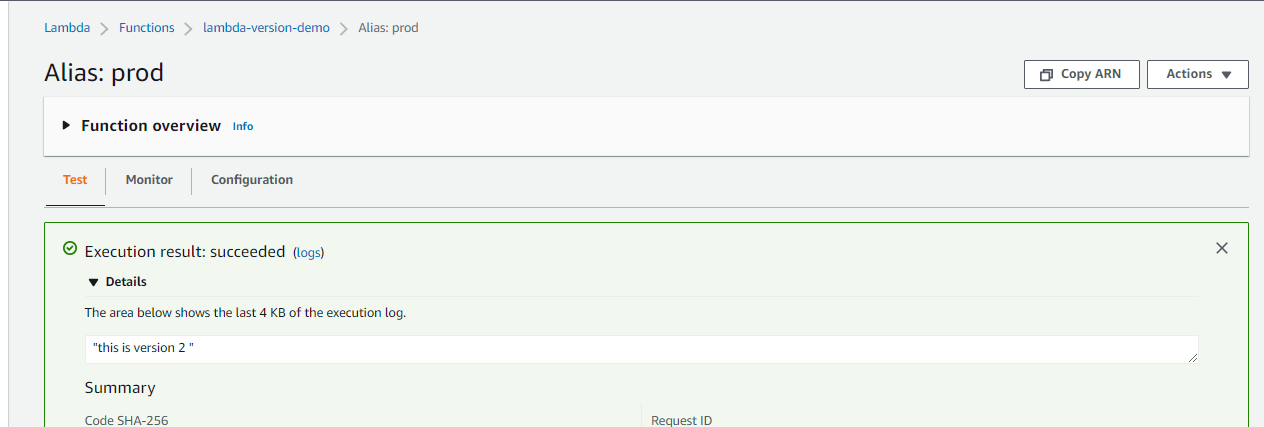 Lambda Functions lambda-version-demo Alias: prod
Alias: prod
Copy ARN Actions
Function overview Info
Test Monitor Configuration
Execution result: succeeded (logs)
Details
The area below shows the last 4 KB of the execution log.
"this is version 2 "
Summary
Code SHA-256 Request ID